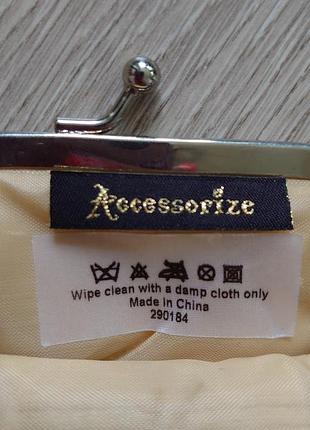 Accessorize
Wipe clean with a damp cloth only
Made in China
290184